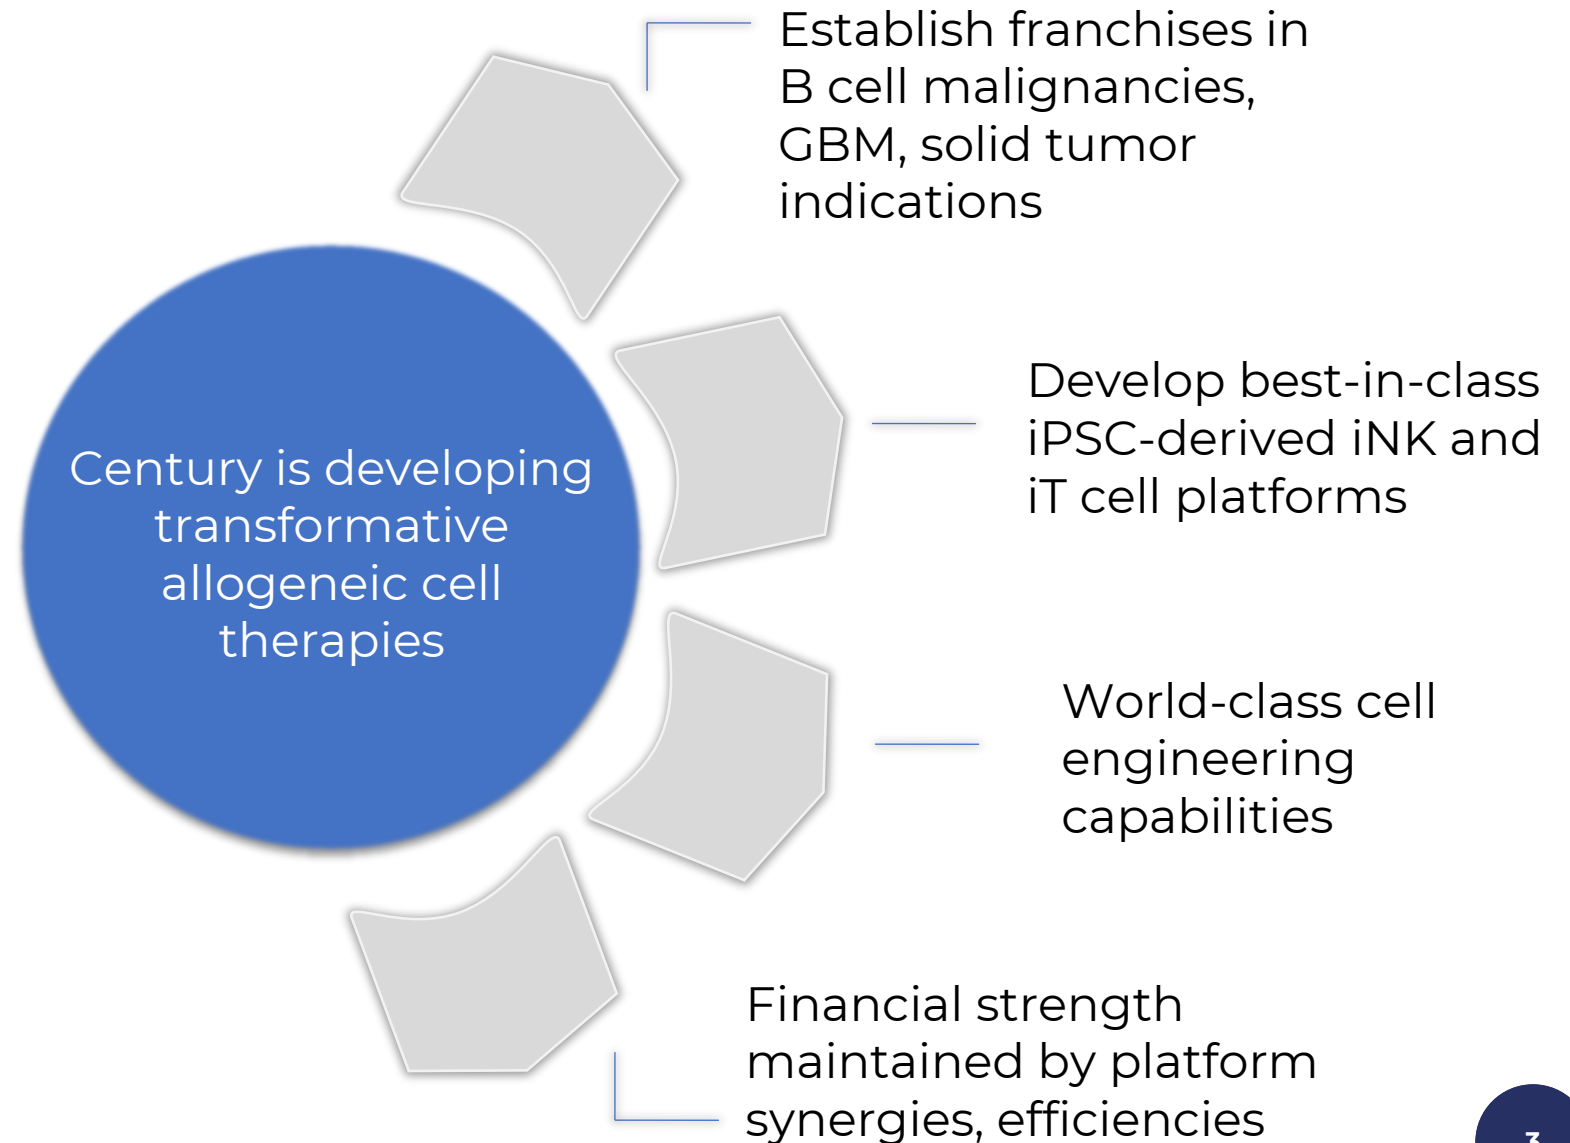 Establish franchises in
B cell malignancies,
GBM, solid tumor
indications
Develop best-in-class
iPSC-derived iNK and
iT cell platforms
Century is developing
transformative
allogeneic cell
therapies
World-class cell
engineering
capabilities
Financial strength
maintained by platform
synergies, efficiencies
3